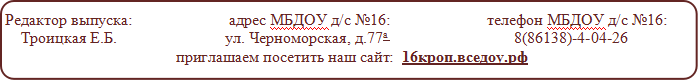 Редактор выпуска: адрес МБДОУ д/с №16: телефон МБДОУ д/с №16:
Троицкая Е.Б. ул. Черноморская, д.77а 8(86138)-4-04-26
приглашаем посетить наш сайт: 16кроп.вседоу.рф